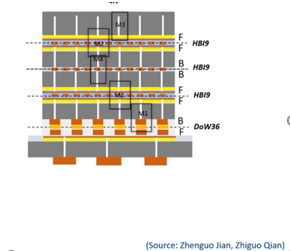 M3
F
M2
HBI9
F
M1
B
HBI9
B
F
M2
HBI9
F
M1
B
DoW36
F
(Source: Zhenguo Jian, Zhiguo Qian)